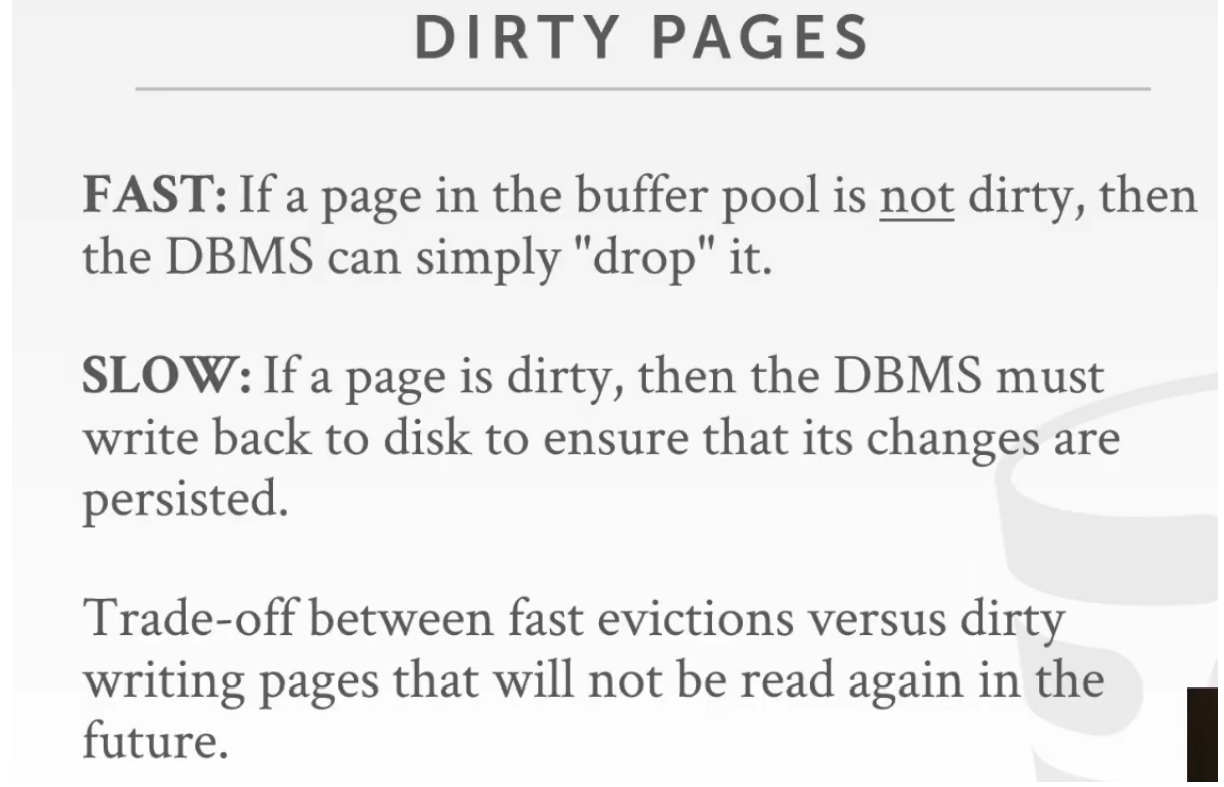 DIRTY PAGES
FAST: If a page in the buffer pool is not dirty, then
the DBMS can simply "drop" it.
SLOW: If a page is dirty, then the DBMS must
write back to disk to ensure that its changes are
persisted.
Trade-off between fast evictions versus dirty
writing pages that will not be read again in the
future.